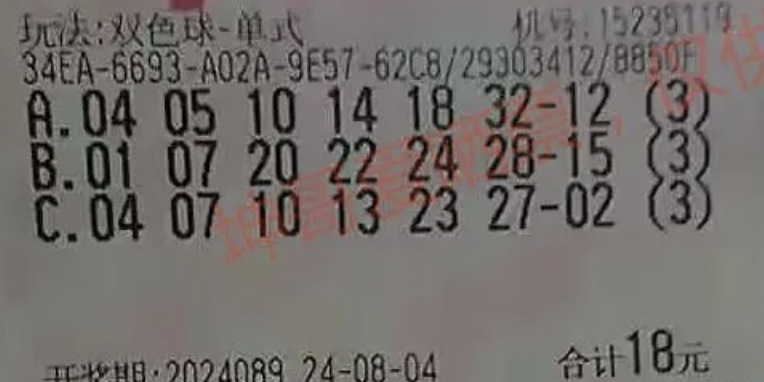 玩法:双色球-单式 机号:15235119
34EA-6693-A02A-9E57-62C8/29303412/8850F
A.04 05 10 14 18 32-12 (3)
B.01 07 20 22 24 28-15 (3)
C.04 07 10 13 23 27-02 (3)
开奖期:2024089 24-08-04 合计18元